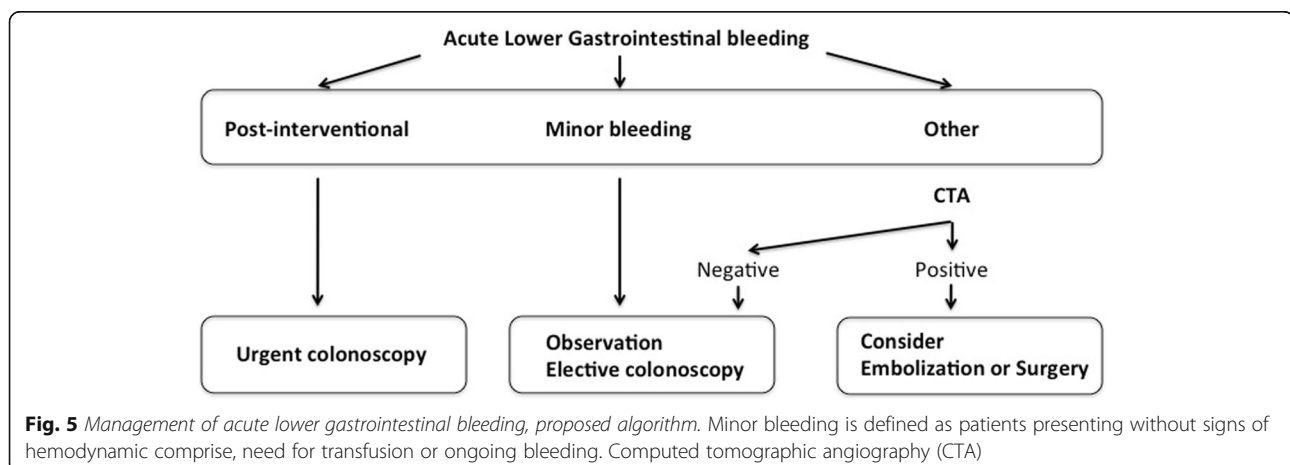 Acute Lower Gastrointestinal bleeding
Post-interventional Minor bleeding Other
CTA
Negative Positive
Urgent colonoscopy
Observation
Elective colonoscopy
Consider
Embolization or Surgery
Fig. 5 Management of acute lower gastrointestinal bleeding, proposed algorithm. Minor bleeding is defined as patients presenting without signs of
hemodynamic comprise, need for transfusion or ongoing bleeding. Computed tomographic angiography (CTA)